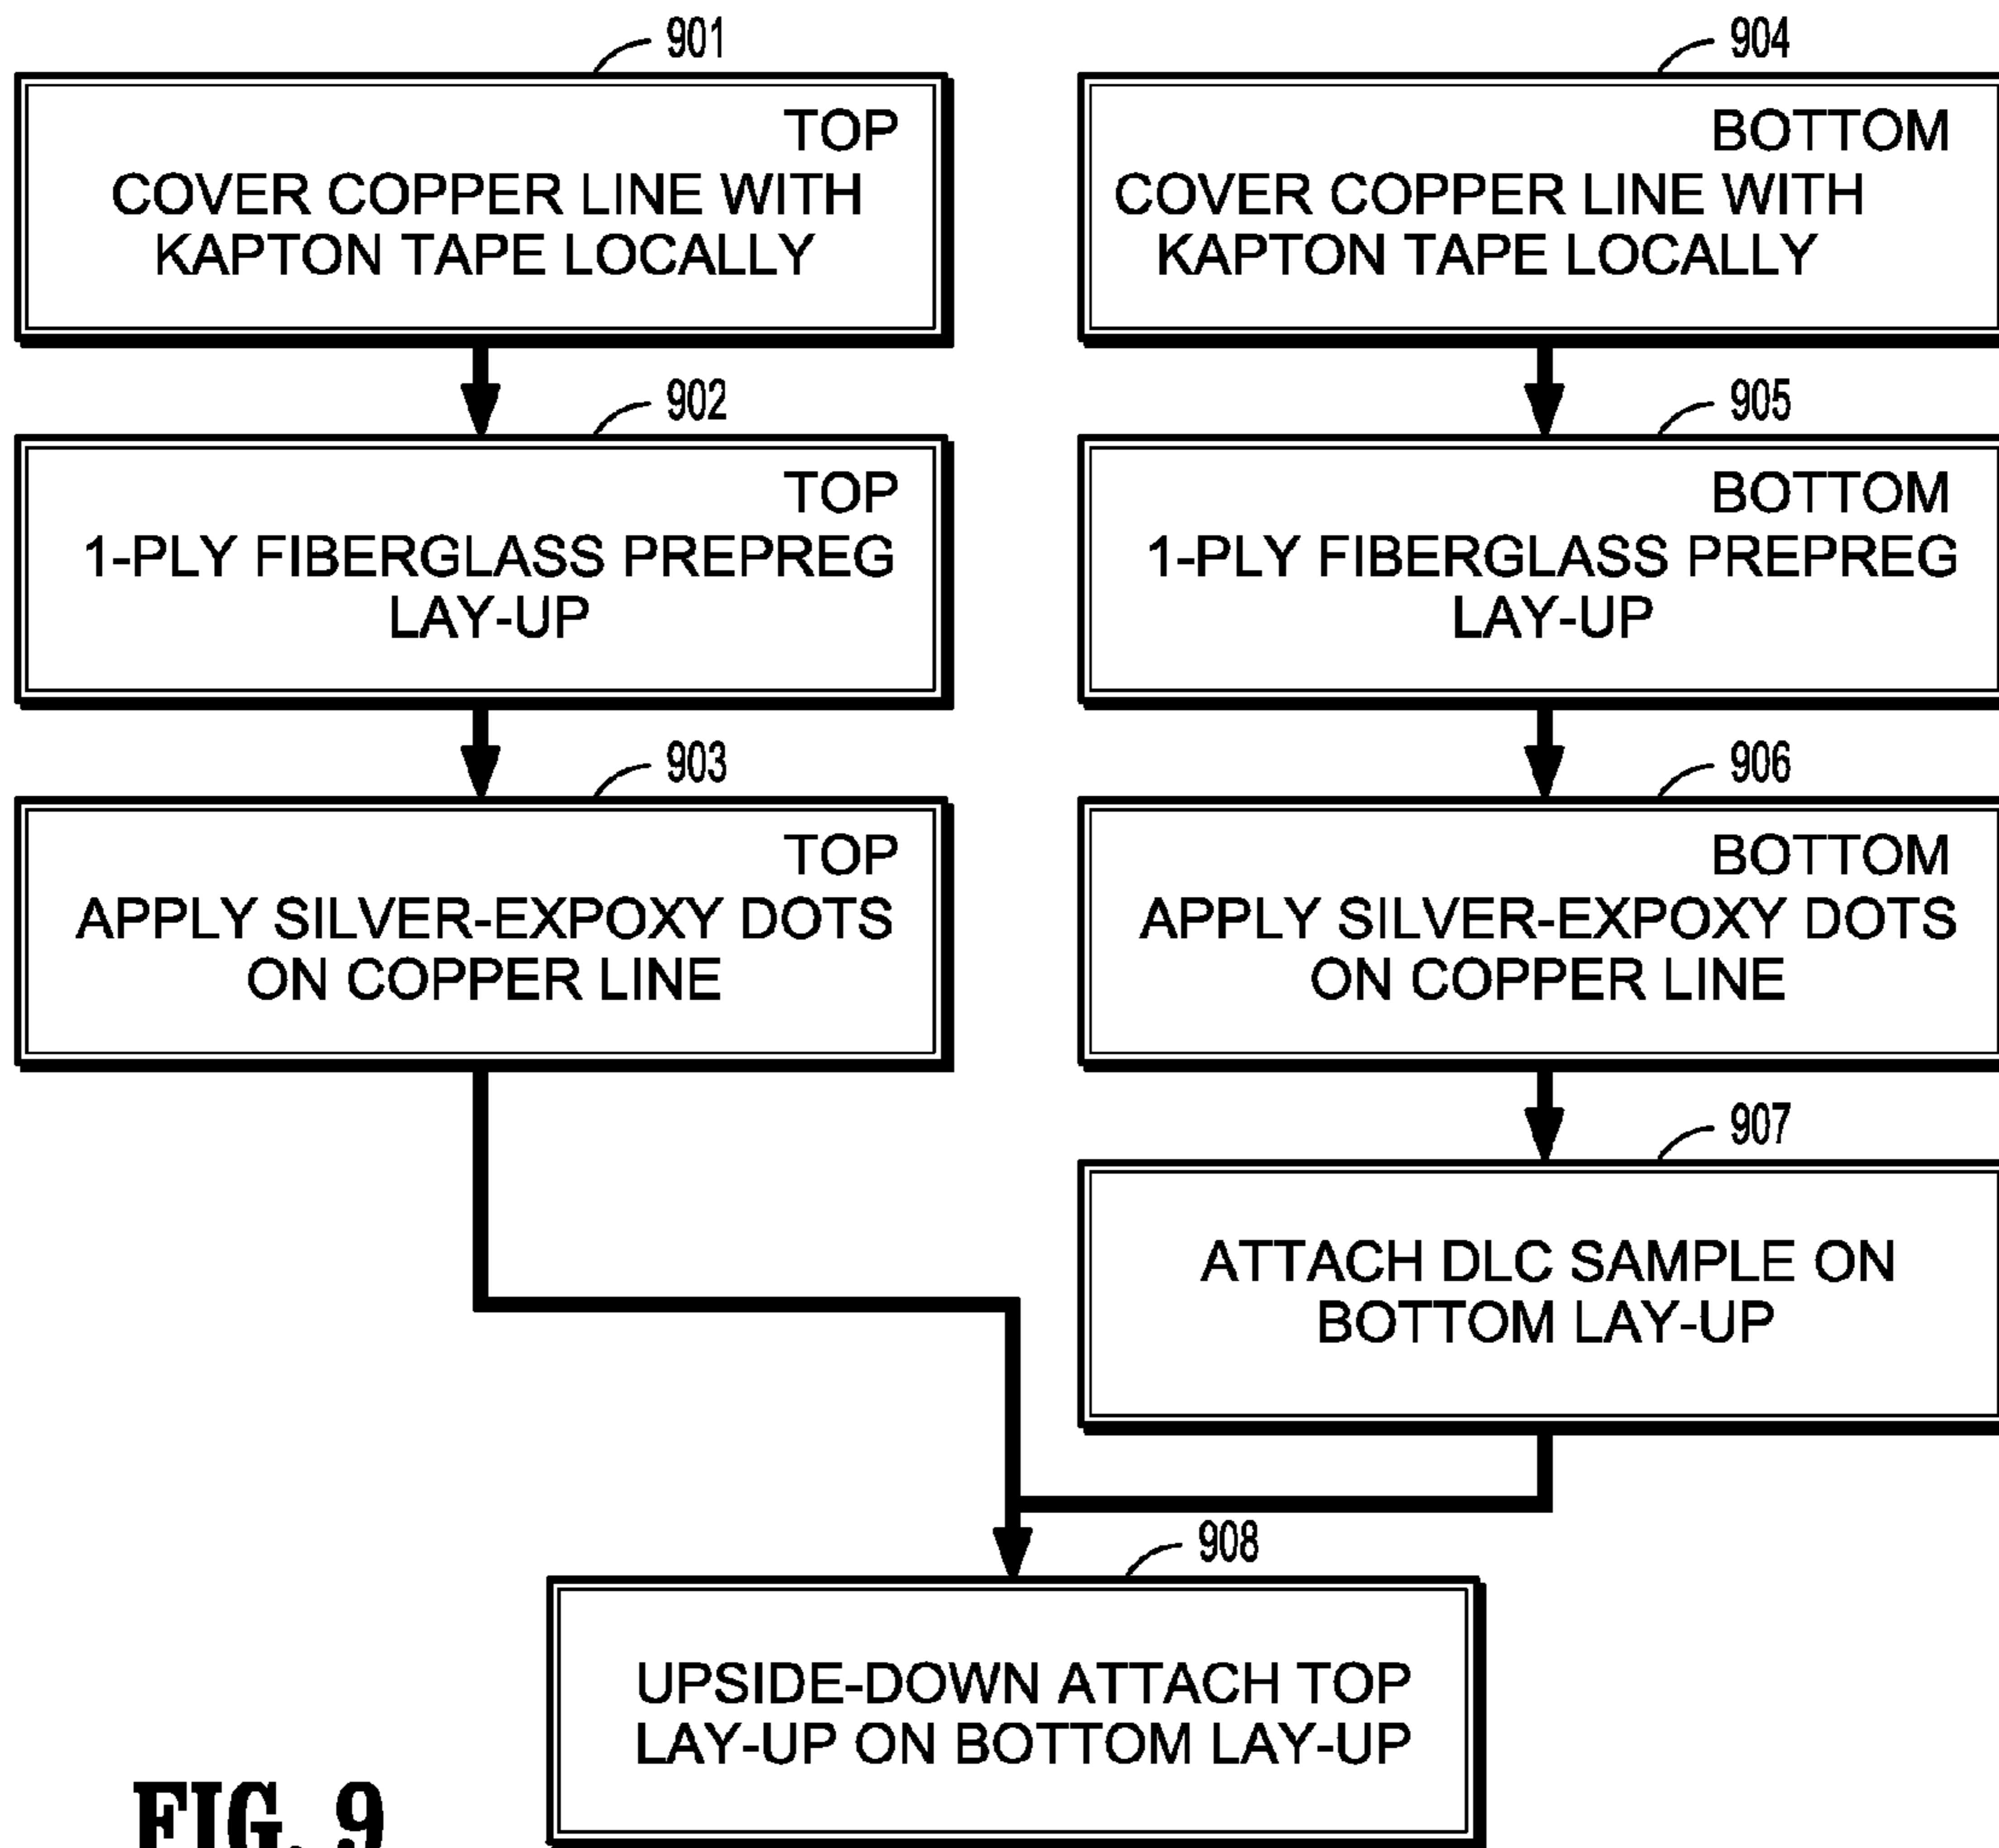 901
TOP
COVER COPPER LINE WITH
KAPTON TAPE LOCALLY
902
TOP
1-PLY FIBERGLASS PREPREG
LAY-UP
903
TOP
APPLY SILVER-EXPOXY DOTS
ON COPPER LINE
904
BOTTOM
COVER COPPER LINE WITH
KAPTON TAPE LOCALLY
905
BOTTOM
1-PLY FIBERGLASS PREPREG
LAY-UP
906
BOTTOM
APPLY SILVER-EXPOXY DOTS
ON COPPER LINE
907
ATTACH DLC SAMPLE ON
BOTTOM LAY-UP
908
UPSIDE-DOWN ATTACH TOP
LAY-UP ON BOTTOM LAY-UP
FIG. 9